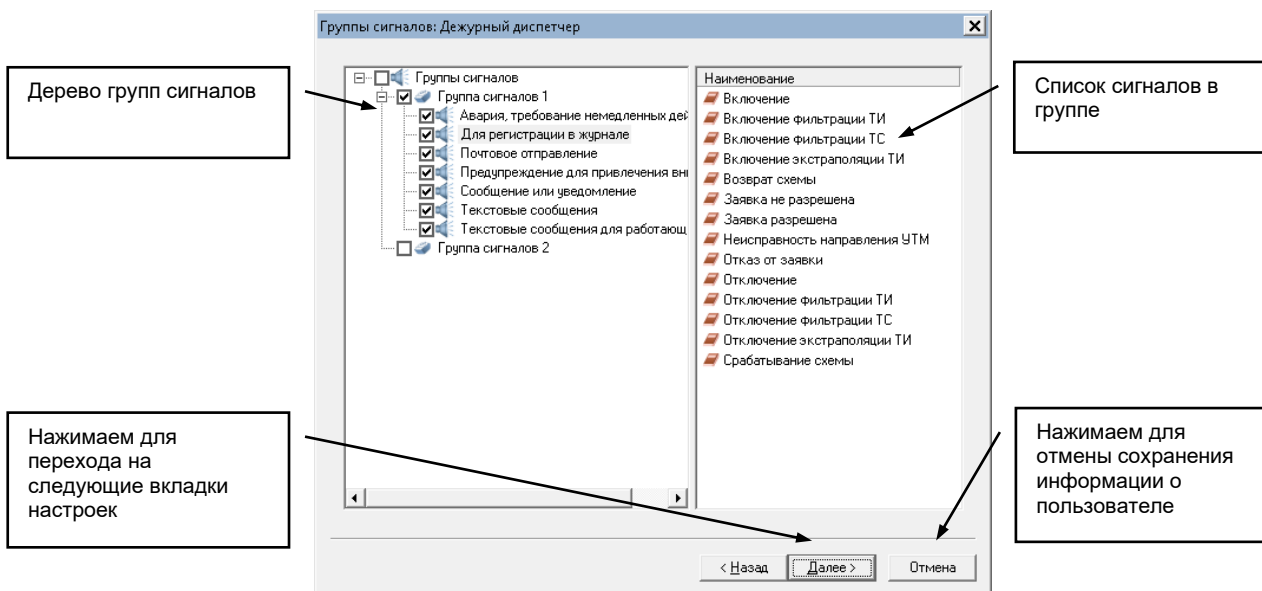 Группы сигналов: Дежурный диспетчер
Дерево групп сигналов
Группы сигналов
Группа сигналов 1
Авария, требование немедленных дей
Для регистрации в журнале
Почтовое отправление
Предупреждение для привлечения вни
Сообщение или уведомление
Текстовые сообщения
Текстовые сообщения для работающ
Группа сигналов 2
Наименование
Включение
Включение фильтрации ТИ
Включение фильтрации ТС
Включение экстраполяции ТИ
Возврат схемы
Заявка не разрешена
Заявка разрешена
Неисправность направления УТМ
Отказ от заявки
Отключение
Отключение фильтрации ТИ
Отключение фильтрации ТС
Отключение экстраполяции ТИ
Срабатывание схемы
Список сигналов в
группе
Нажимаем для
перехода на
следующие вкладки
настроек
Нажимаем для
отмены сохранения
информации о
пользователе
< Назад
Далее >
Отмена